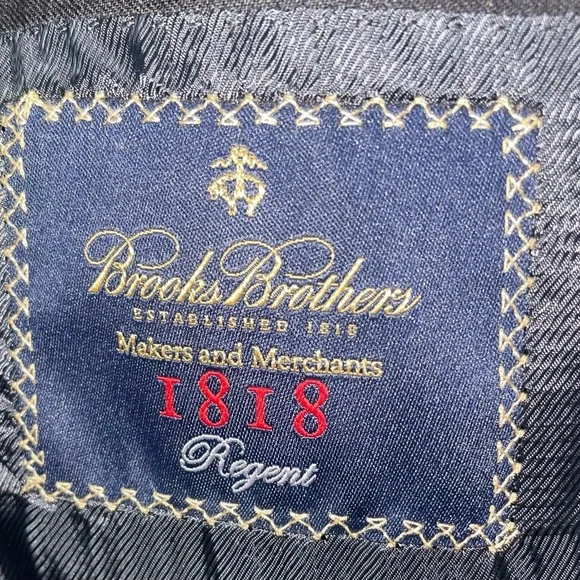 Brooks Brothers
ESTABLISHED 1818
Makers and Merchants
1818
Regent